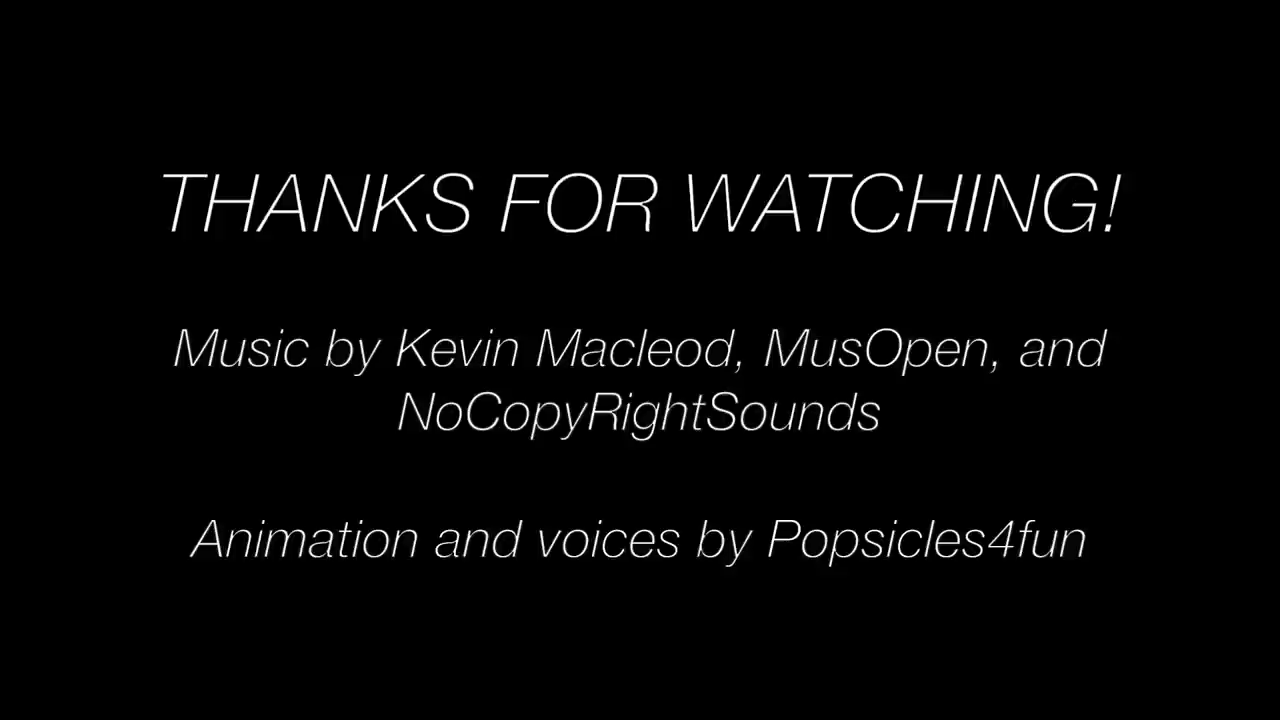 THANKS FOR WATCHING!
Music by Kevin Macleod, MusOpen, and
NoCopyRightSounds
Animation and voices by Popsicles4fun